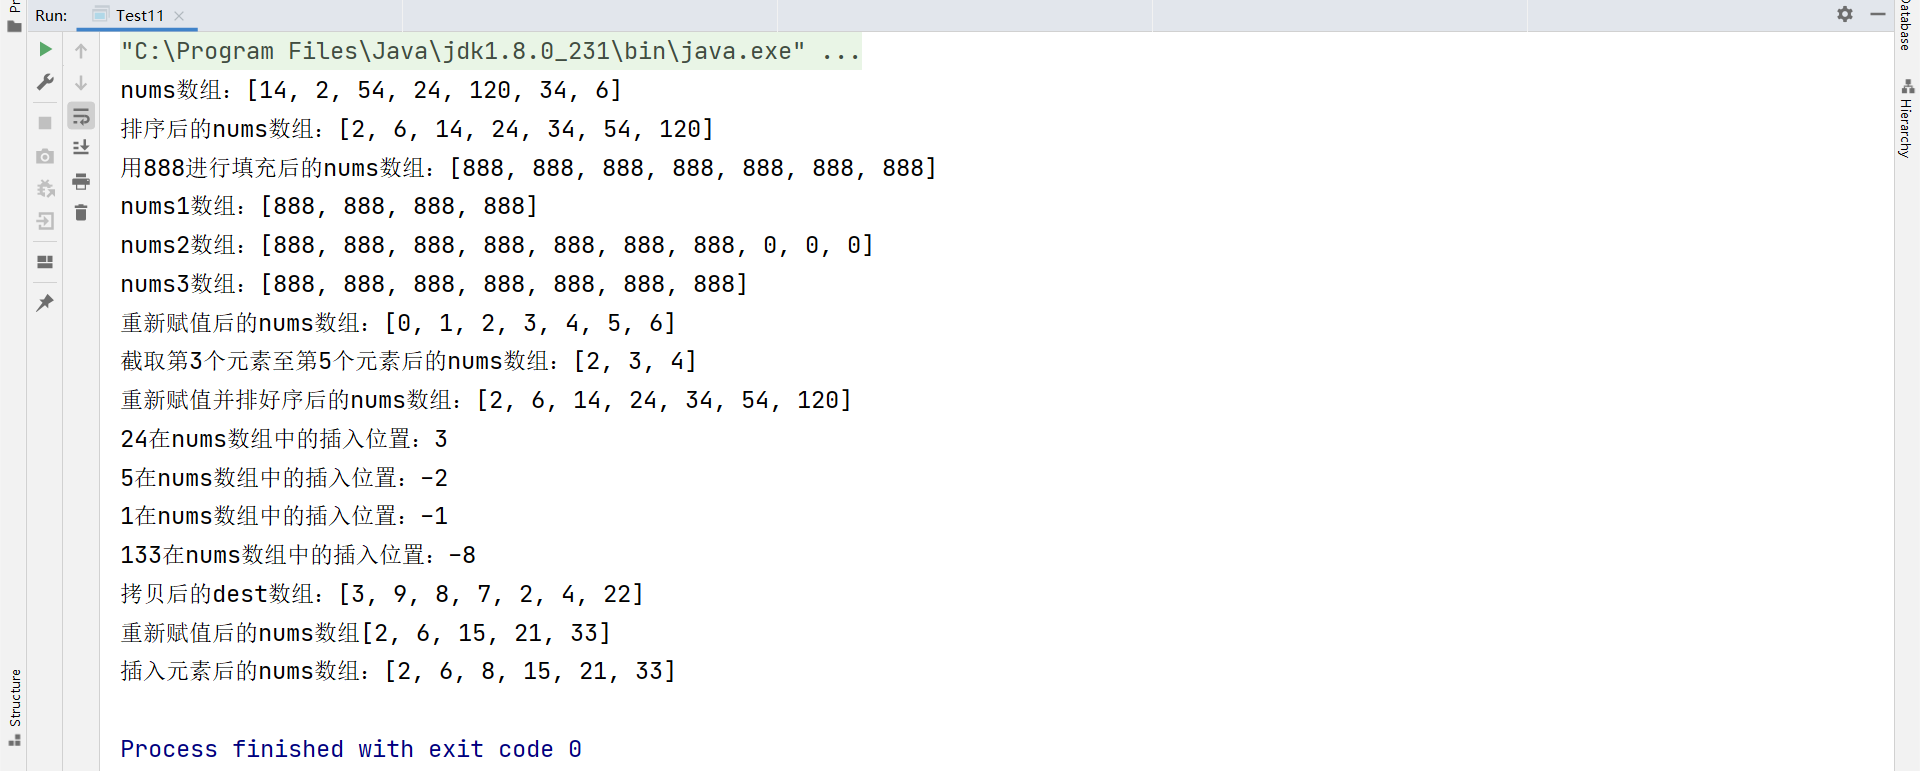 Run: Test11
"C:\Program Files\Java\jdk1.8.0_231\bin\java.exe" ...
nums数组：[14, 2, 54, 24, 120, 34, 6]
排序后的nums数组：[2, 6, 14, 24, 34, 54, 120]
用888进行填充后的nums数组：[888, 888, 888, 888, 888, 888, 888]
nums1数组：[888, 888, 888, 888]
nums2数组：[888, 888, 888, 888, 888, 888, 888, 0, 0, 0]
nums3数组：[888, 888, 888, 888, 888, 888, 888]
重新赋值后的nums数组：[0, 1, 2, 3, 4, 5, 6]
截取第3个元素至第5个元素后的nums数组：[2, 3, 4]
重新赋值并排好序后的nums数组：[2, 6, 14, 24, 34, 54, 120]
24在nums数组中的插入位置：3
5在nums数组中的插入位置：-2
1在nums数组中的插入位置：-1
133在nums数组中的插入位置：-8
拷贝后的dest数组：[3, 9, 8, 7, 2, 4, 22]
重新赋值后的nums数组[2, 6, 15, 21, 33]
插入元素后的nums数组：[2, 6, 8, 15, 21, 33]
Process finished with exit code 0
Structure
Database
Hierarchy